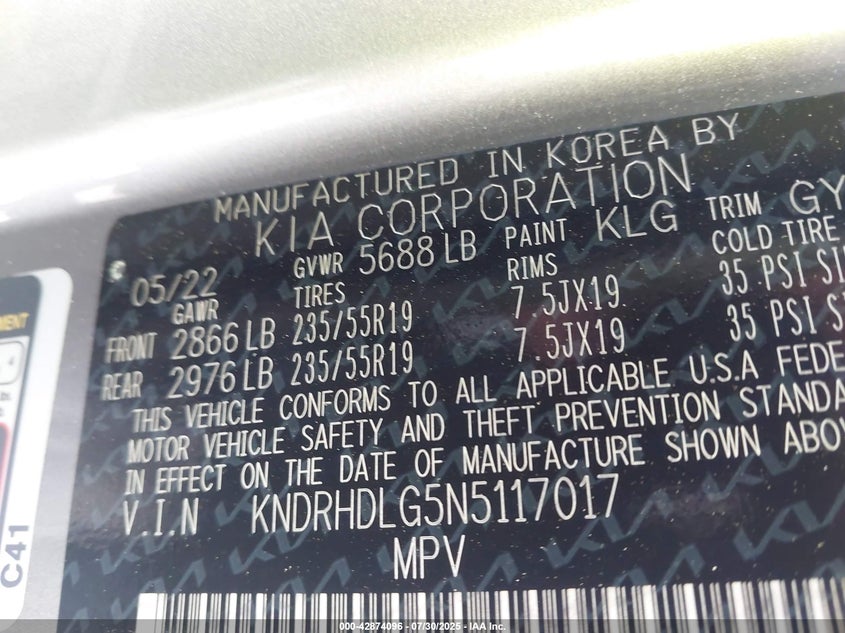 MANUFACTURED IN KOREA BY
KIA CORPORATION
05/22 GVWR 5688 LB PAINT KLG TRIM GY
GAWR TIRES RIMS COLD TIRE
FRONT 2866 LB 235/55R19 7.5JX19 35 PSI
REAR 2976 LB 235/55R19 7.5JX19 35 PSI
THIS VEHICLE CONFORMS TO ALL APPLICABLE U.S.A FEDE
MOTOR VEHICLE SAFETY AND THEFT PREVENTION STANDA
IN EFFECT ON THE DATE OF MANUFACTURE SHOWN ABOV
V.I.N KNDRHDLG5N5117017
MPV
MENT
C41
000-42874096 - 07/30/2025 - IAA Inc.